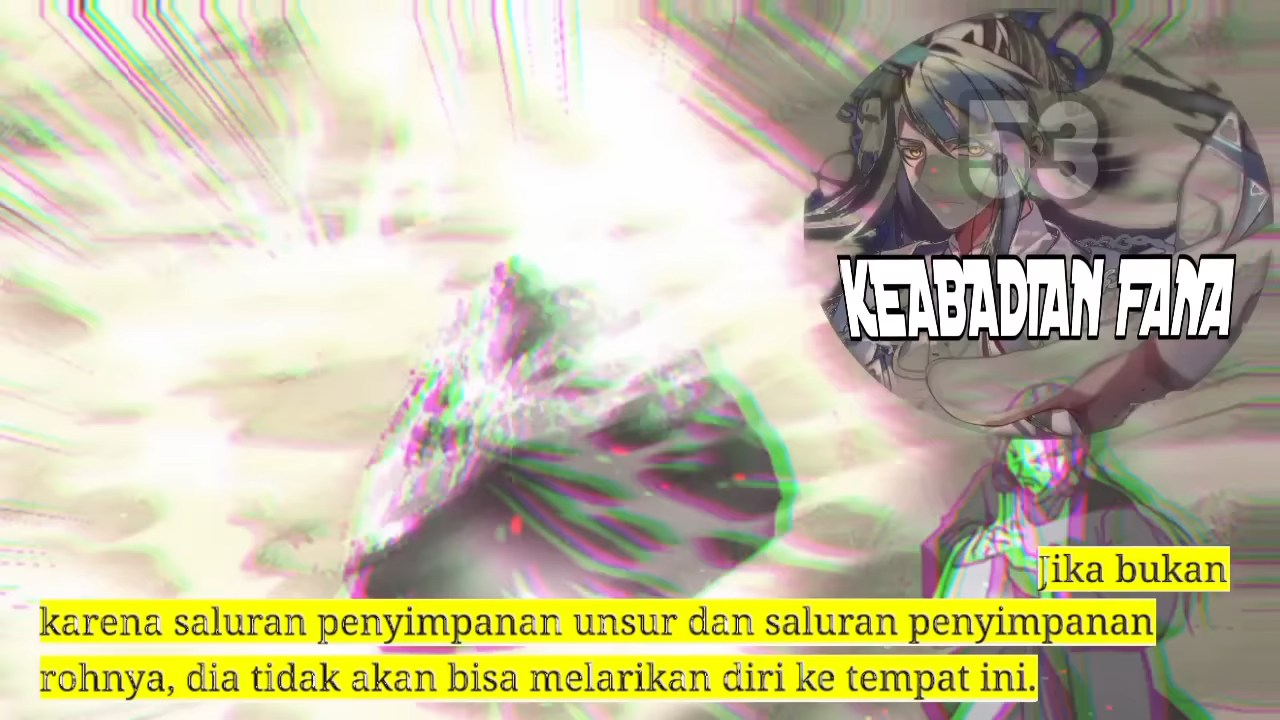 53
KEABADIAN FANA
Jika bukan
karena saluran penyimpanan unsur dan saluran penyimpanan
rohnya, dia tidak akan bisa melarikan diri ke tempat ini.